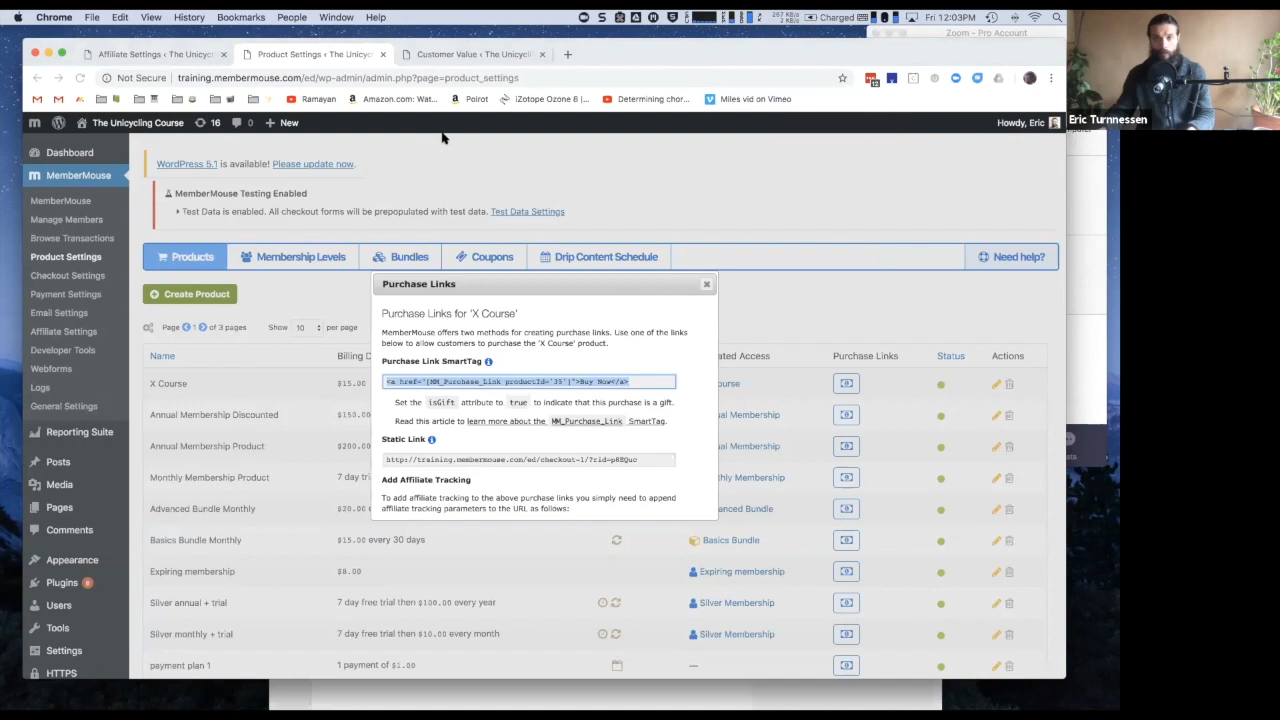 Chrome File Edit View History Bookmarks People Window Help
267 KB
2 KB
Charged
Fri 12:03PM
Zoom - Pro Account
Affiliate Settings ‹ The Unicyc
Product Settings ‹ The Unicyc
Customer Value ‹ The Unicycli
Not Secure training.membermouse.com/ed/wp-admin/admin.php?page=product_settings
12
Ramayan
Amazon.com: Wat...
Poirot
iZotope Ozone 8 |...
Determining chor...
Miles vid on Vimeo
Eric Turnnessen
The Unicycling Course 16 0 New
Howdy, Eric
Dashboard
MemberMouse
MemberMouse
Manage Members
Browse Transactions
Product Settings
Checkout Settings
Payment Settings
Email Settings
Affiliate Settings
Developer Tools
Webforms
Logs
General Settings
Reporting Suite
Posts
Media
Pages
Comments
Appearance
Plugins
Users
Tools
Settings
HTTPS
WordPress 5.1 is available! Please update now.
MemberMouse Testing Enabled
Test Data is enabled. All checkout forms will be prepopulated with test data. Test Data Settings
Products Membership Levels Bundles Coupons Drip Content Schedule Need help?
Create Product
Page 1 of 3 pages Show 10 per page
Name Billing D ated Access Purchase Links Status Actions
X Course $15.00 ourse
Annual Membership Discounted $150.00 ual Membership
Annual Membership Product $200.00 ual Membership
Monthly Membership Product 7 day tri thly Membership
Advanced Bundle Monthly $20.00 e anced Bundle
Basics Bundle Monthly $15.00 every 30 days Basics Bundle
Expiring membership $8.00 Expiring membership
Silver annual + trial 7 day free trial then $100.00 every year Silver Membership
Silver monthly + trial 7 day free trial then $10.00 every month Silver Membership
payment plan 1 1 payment of $1.00 —
Purchase Links
Purchase Links for 'X Course'
MemberMouse offers two methods for creating purchase links. Use one of the links
below to allow customers to purchase the 'X Course' product.
Purchase Link SmartTag
<a href="[MM_Purchase_Link productId='35']">Buy Now</a>
Set the isGift attribute to true to indicate that this purchase is a gift.
Read this article to learn more about the MM_Purchase_Link SmartTag.
Static Link
Add Affiliate Tracking
To add affiliate tracking to the above purchase links you simply need to append
affiliate tracking parameters to the URL as follows: